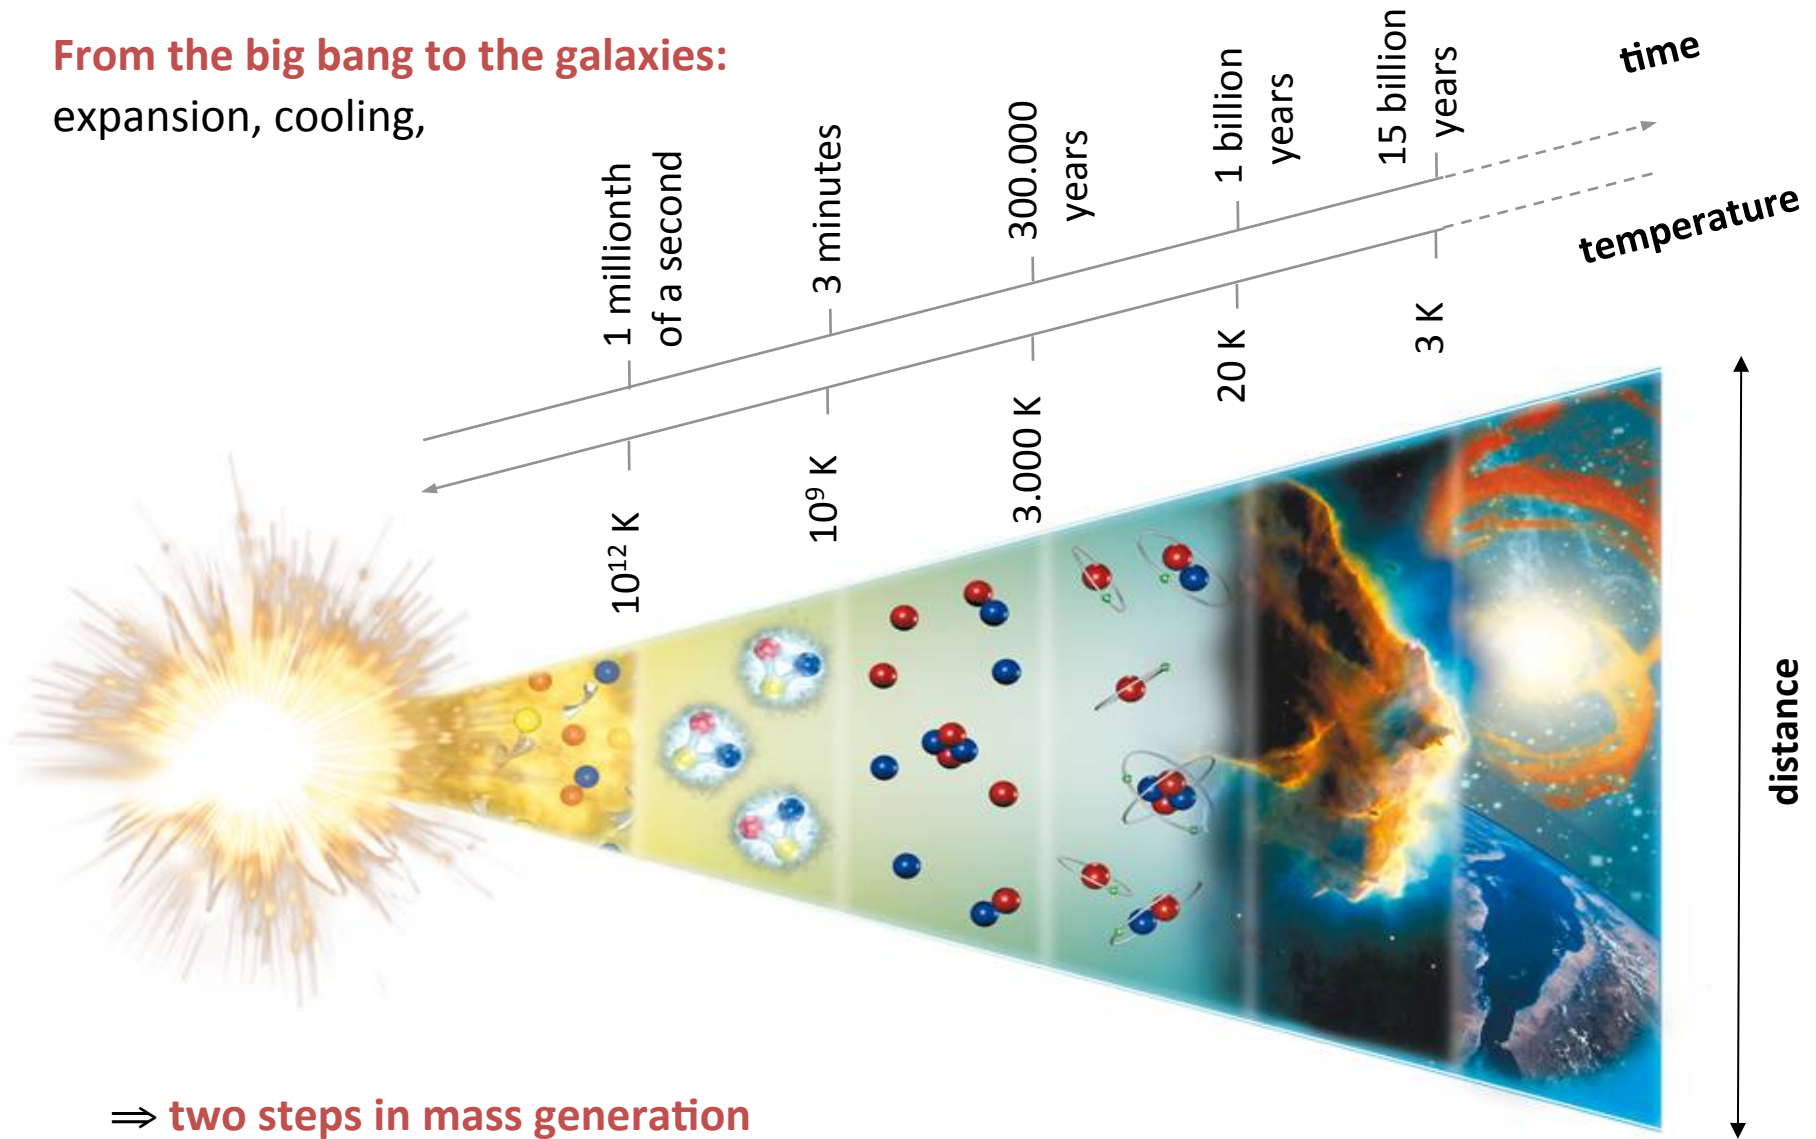 From the big bang to the galaxies:
expansion, cooling,
1 millionth
of a second
3 minutes
300.000
years
1 billion
years
15 billion
years
time
temperature
10¹² K
10⁹ K
3.000 K
20 K
3 K
distance
⇒ two steps in mass generation